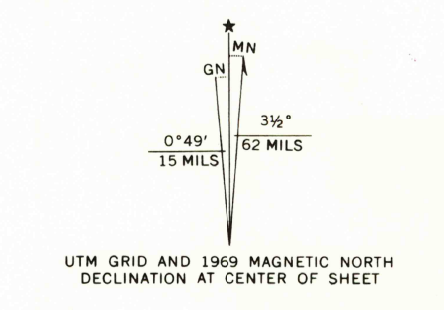 ★
MN
GN
3½°
0°49′
62 MILS
15 MILS
UTM GRID AND 1969 MAGNETIC NORTH
DECLINATION AT CENTER OF SHEET